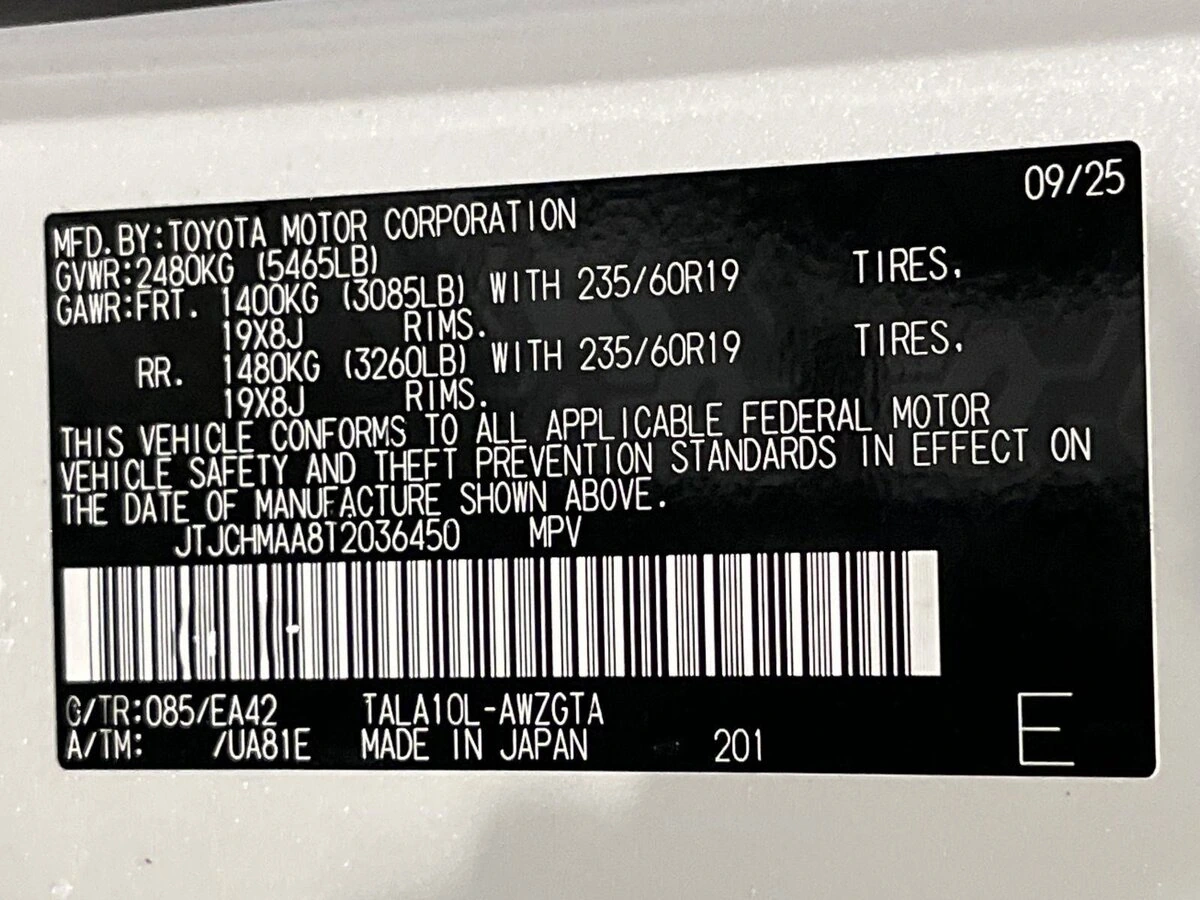 09/25
MFD. BY:TOYOTA MOTOR CORPORATION
GVWR:2480KG (5465LB)
GAWR:FRT. 1400KG (3085LB) WITH 235/60R19 TIRES,
19X8J RIMS.
RR. 1480KG (3260LB) WITH 235/60R19 TIRES,
19X8J RIMS.
THIS VEHICLE CONFORMS TO ALL APPLICABLE FEDERAL MOTOR
VEHICLE SAFETY AND THEFT PREVENTION STANDARDS IN EFFECT ON
THE DATE OF MANUFACTURE SHOWN ABOVE.
JTJCHMAA8T2036450 MPV
C/TR:085/EA42 TALA10L-AWZGTA
A/TM: /UA81E MADE IN JAPAN 201 E